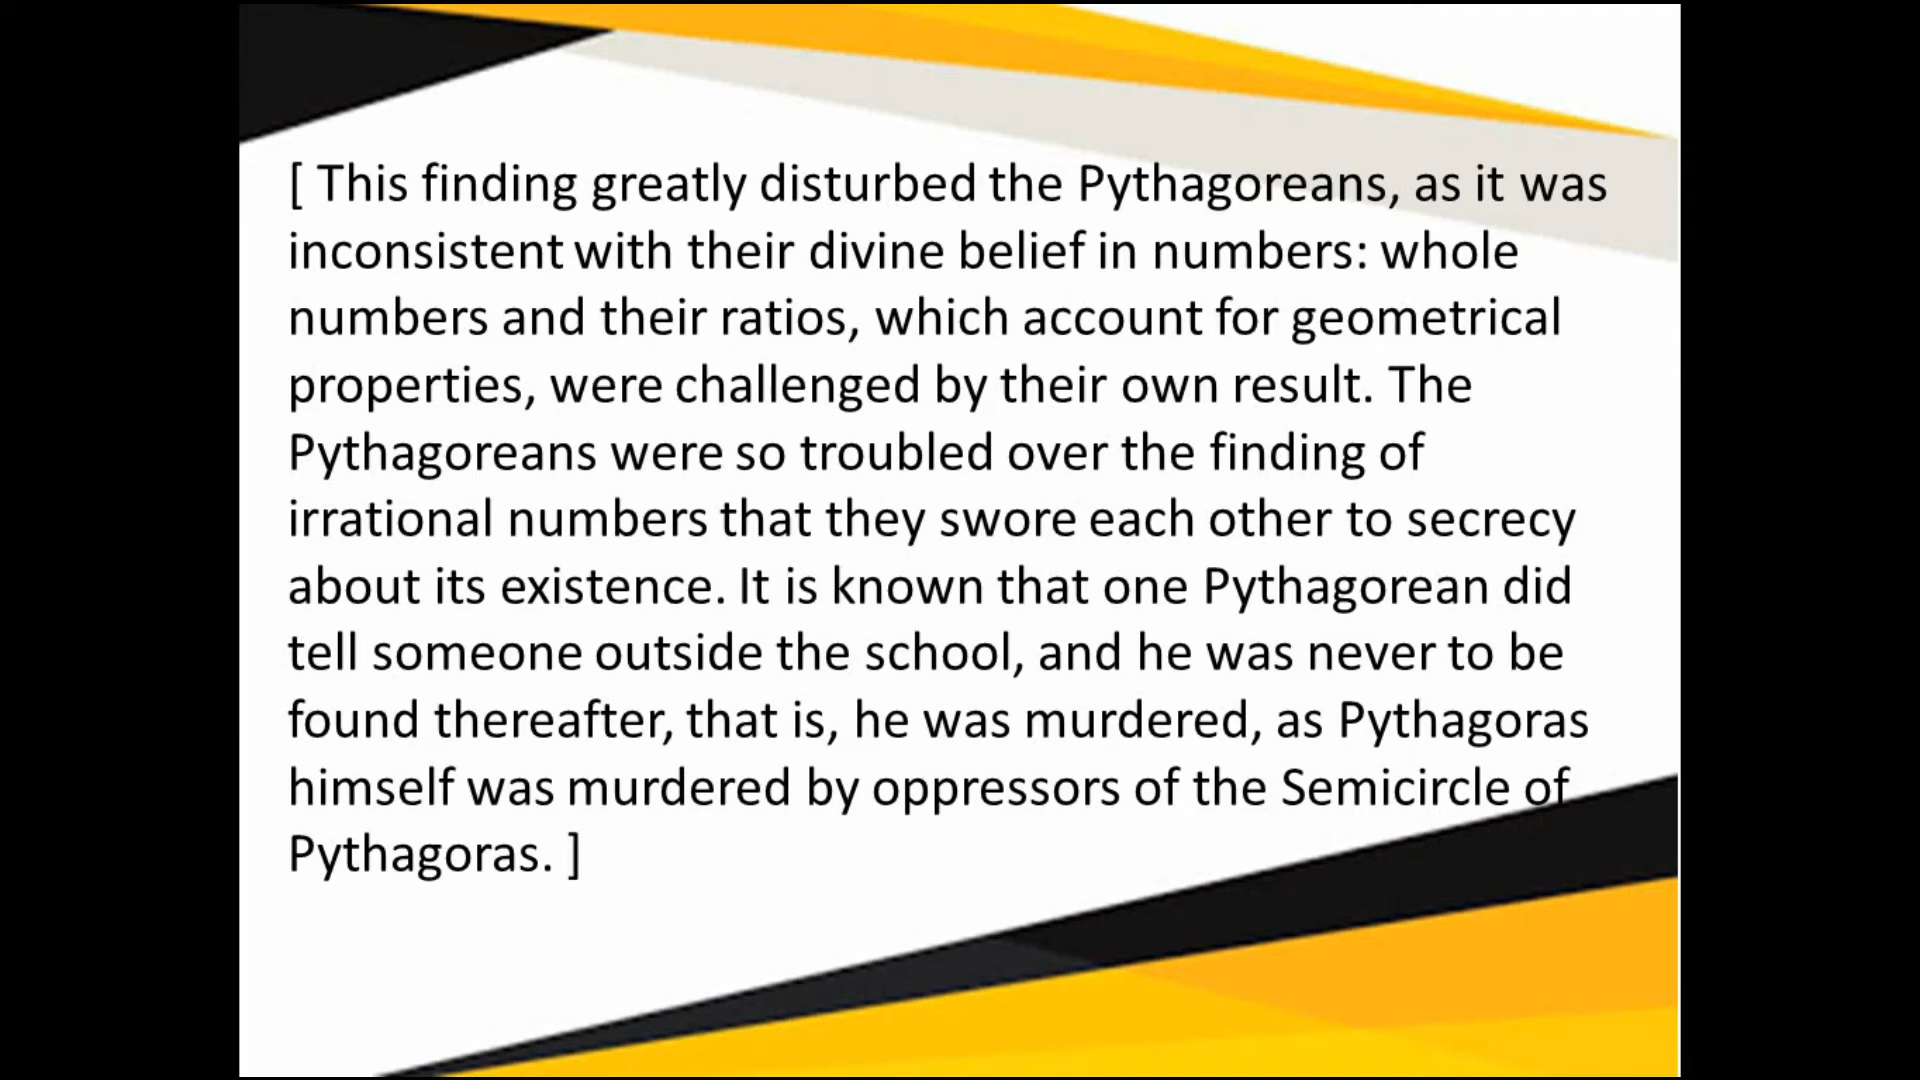 [ This finding greatly disturbed the Pythagoreans, as it was
inconsistent with their divine belief in numbers: whole
numbers and their ratios, which account for geometrical
properties, were challenged by their own result. The
Pythagoreans were so troubled over the finding of
irrational numbers that they swore each other to secrecy
about its existence. It is known that one Pythagorean did
tell someone outside the school, and he was never to be
found thereafter, that is, he was murdered, as Pythagoras
himself was murdered by oppressors of the Semicircle of
Pythagoras. ]